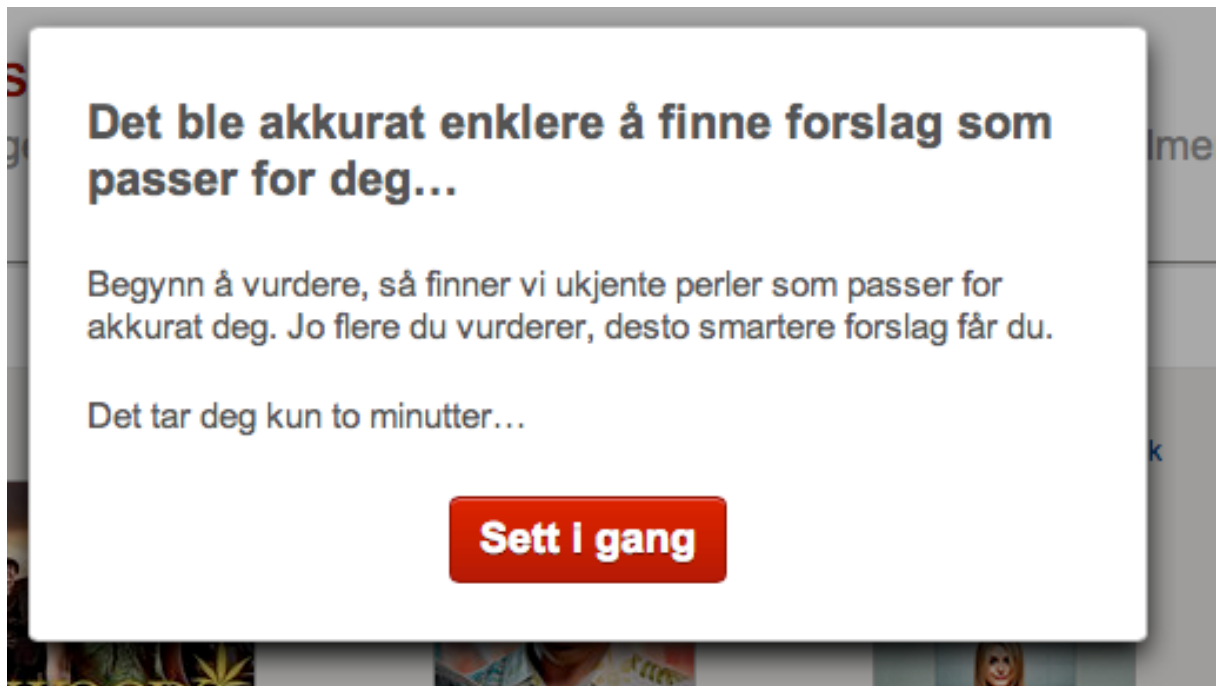 Det ble akkurat enklere å finne forslag som
passer for deg…
Begynn å vurdere, så finner vi ukjente perler som passer for
akkurat deg. Jo flere du vurderer, desto smartere forslag får du.
Det tar deg kun to minutter…
Sett i gang